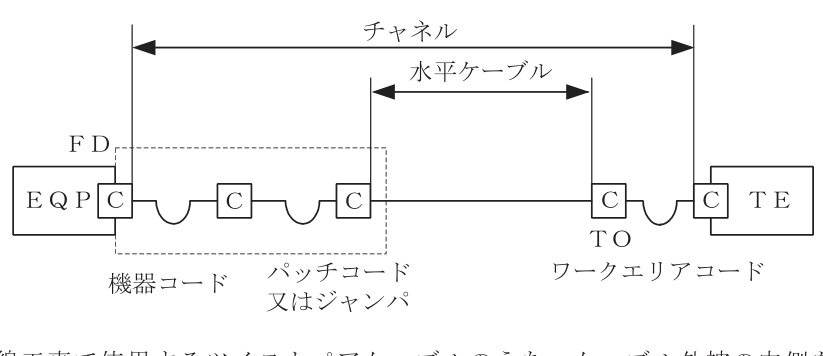 チャネル
水平ケーブル
FD
EQP C C C C C TE
TO
機器コード パッチコード ワークエリアコード
又はジャンパ